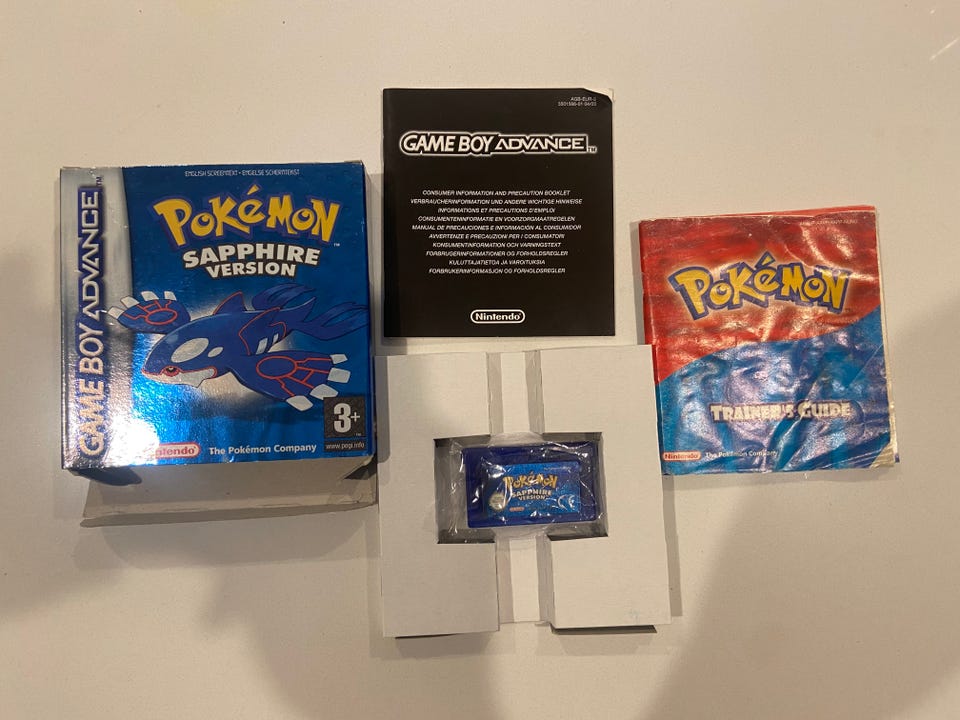 GAME BOY ADVANCE
ENGLISH SCREENTEXT • ENGELSE SCHERMTEKST
POKéMON
SAPPHIRE
VERSION
3+
www.pegi.info
Nintendo
The Pokémon Company
GAME BOY ADVANCE™
CONSUMER INFORMATION AND PRECAUTION BOOKLET
VERBRAUCHERINFORMATION UND ANDERE WICHTIGE HINWEISE
INFORMATIONS ET PRÉCAUTIONS D'EMPLOI
CONSUMENTENINFORMATIE EN VOORZORGMAATREGELEN
MANUAL DE PRECAUCIONES E INFORMACIÓN AL CONSUMIDOR
AVVERTENZE E PRECAUZIONI PER I CONSUMATORI
KONSUMENTINFORMATION OCH VARNINGSTEXT
FORBRUGERINFORMATIONER OG FORHOLDSREGLER
KULUTTAJATIETOA JA VAROITUKSIA
FORBRUKERINFORMASJON OG FORHOLDSREGLER
Nintendo
POKéMON
TRAINER'S GUIDE
Nintendo
The Pokémon Company
POKéMON
SAPPHIRE
VERSION